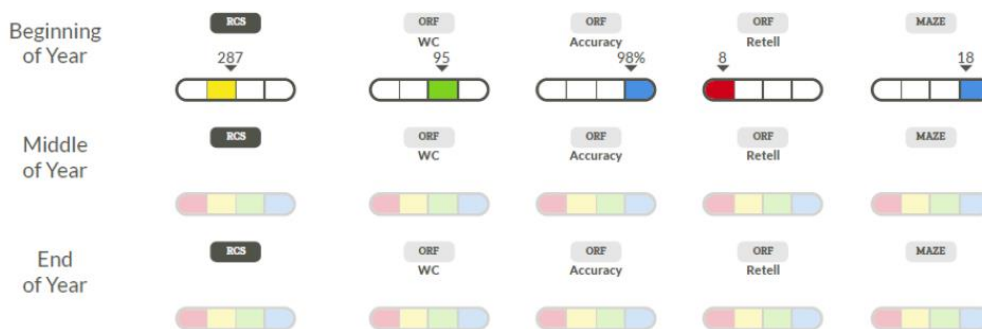 Beginning
of Year
RCS
ORF
ORF
ORF
MAZE
WC
Accuracy
Retell
287
95
98%
8
18
Middle
of Year
RCS
ORF
ORF
ORF
MAZE
WC
Accuracy
Retell
End
of Year
RCS
ORF
ORF
ORF
MAZE
WC
Accuracy
Retell